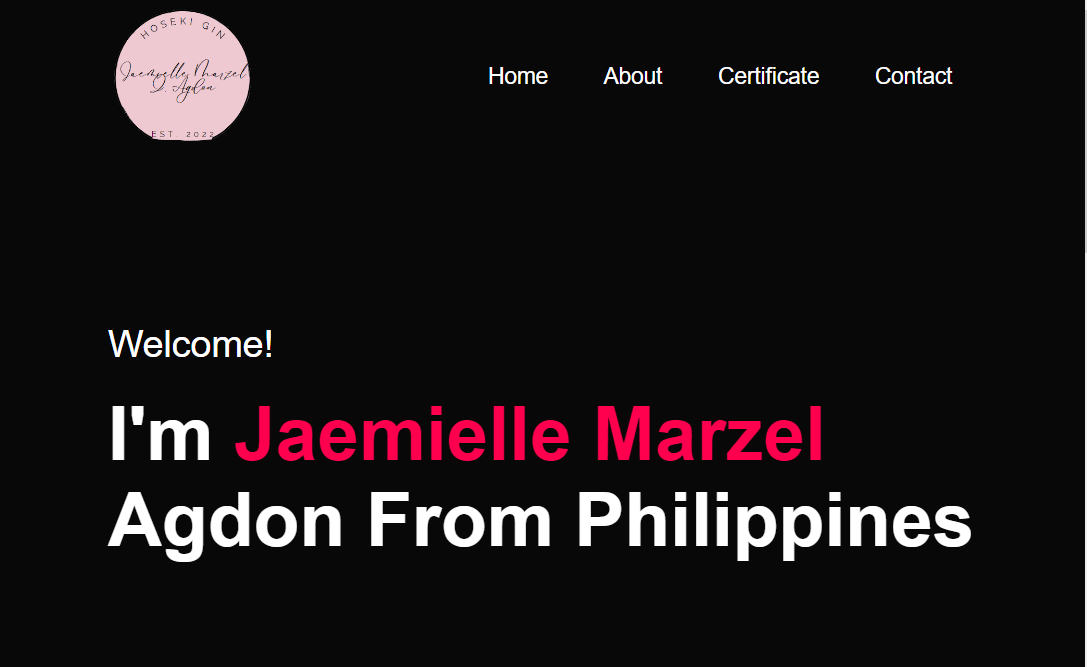 HOSEKI GIN
Jaemielle Marzel
D. Agdon
EST. 2022
Home About Certificate Contact
Welcome!
I'm Jaemielle Marzel
Agdon From Philippines